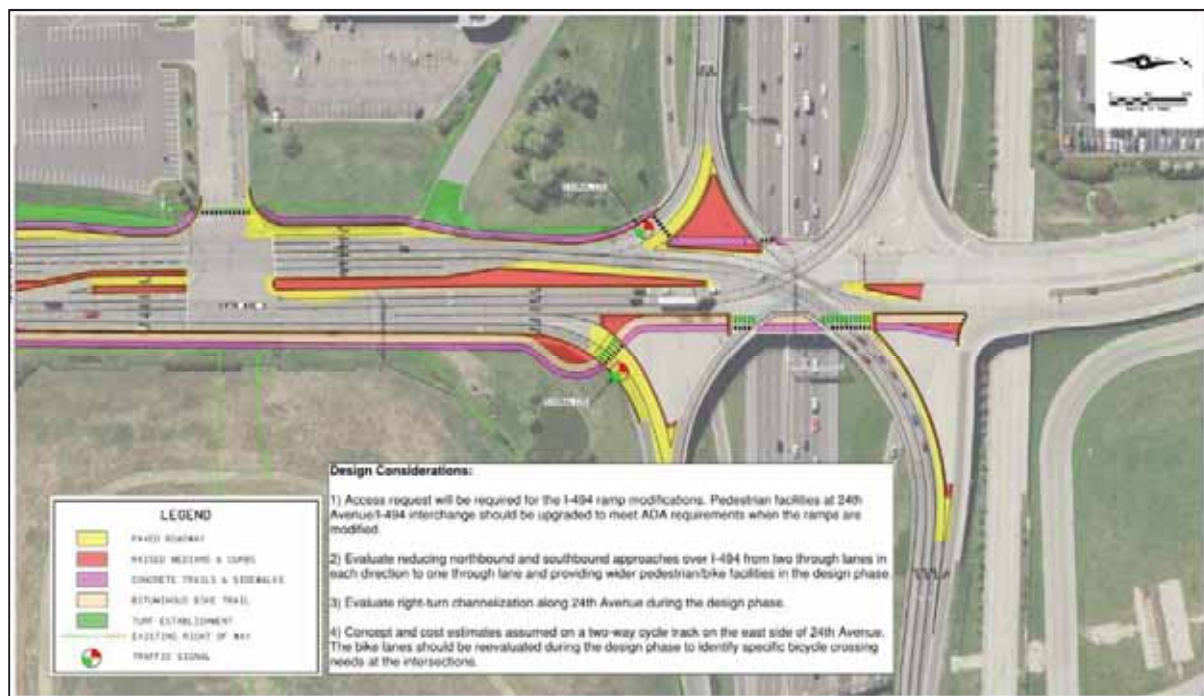 Design Considerations:
1) Access request will be required for the I-494 ramp modifications. Pedestrian facilities at 24th
Avenue/I-494 interchange should be upgraded to meet ADA requirements when the ramps are
modified.
2) Evaluate reducing northbound and southbound approaches over I-494 from two through lanes in
each direction to one through lane and providing wider pedestrian/bike facilities in the design phase.
3) Evaluate right-turn channelization along 24th Avenue during the design phase.
4) Concept and cost estimates assumed on a two-way cycle track on the east side of 24th Avenue.
The bike lanes should be reevaluated during the design phase to identify specific bicycle crossing
needs at the intersections.
LEGEND
PAVED ROADWAY
RAISED MEDIANS & CURBS
CONCRETE TRAILS & SIDEWALKS
BITUMINOUS BIKE TRAIL
TURF ESTABLISHMENT
EXISTING RIGHT OF WAY
TRAFFIC SIGNAL